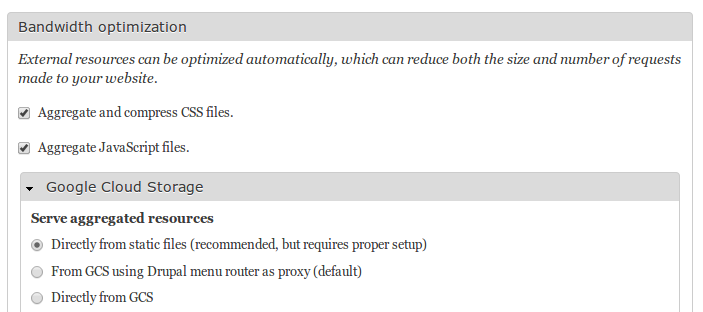 Bandwidth optimization
External resources can be optimized automatically, which can reduce both the size and number of requests
made to your website.
Aggregate and compress CSS files.
Aggregate JavaScript files.
Google Cloud Storage
Serve aggregated resources
Directly from static files (recommended, but requires proper setup)
From GCS using Drupal menu router as proxy (default)
Directly from GCS